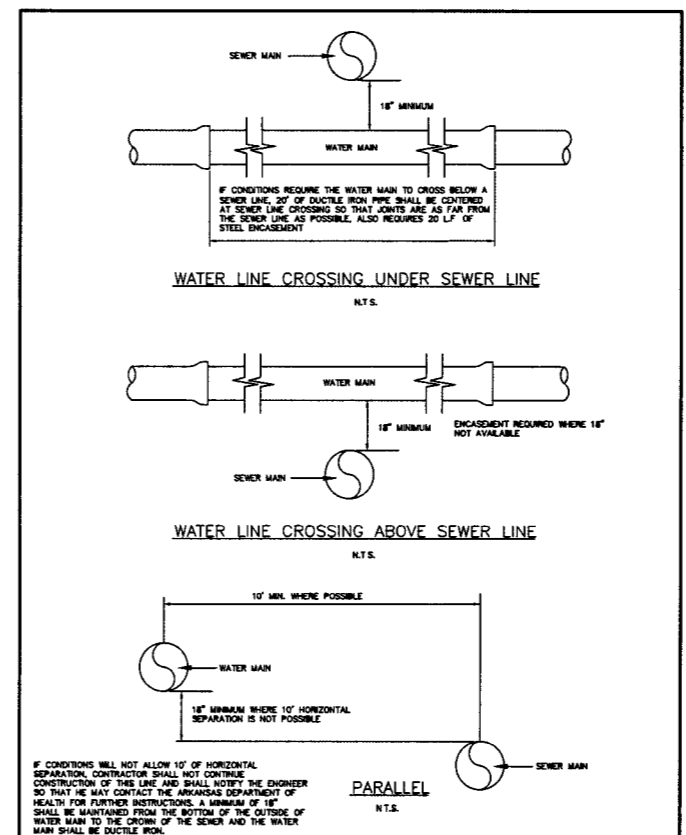 SEWER MAIN
18" MINIMUM
WATER MAIN
IF CONDITIONS REQUIRE THE WATER MAIN TO CROSS BELOW A
SEWER LINE, 20' OF DUCTILE IRON PIPE SHALL BE CENTERED
AT SEWER LINE CROSSING SO THAT JOINTS ARE AS FAR FROM
THE SEWER LINE AS POSSIBLE, ALSO REQUIRES 20 L.F OF
STEEL ENCASEMENT
WATER LINE CROSSING UNDER SEWER LINE
N.T.S.
WATER MAIN
18" MINIMUM
ENCASEMENT REQUIRED WHERE 18"
NOT AVAILABLE
SEWER MAIN
WATER LINE CROSSING ABOVE SEWER LINE
N.T.S.
10' MIN. WHERE POSSIBLE
WATER MAIN
18" MINIMUM WHERE 10' HORIZONTAL
SEPARATION IS NOT POSSIBLE
SEWER MAIN
IF CONDITIONS WILL NOT ALLOW 10' OF HORIZONTAL
SEPARATION, CONTRACTOR SHALL NOT CONTINUE
CONSTRUCTION OF THIS LINE AND SHALL NOTIFY THE ENGINEER
SO THAT HE MAY CONTACT THE ARKANSAS DEPARTMENT OF
HEALTH FOR FURTHER INSTRUCTIONS. A MINIMUM OF 18"
SHALL BE MAINTAINED FROM THE BOTTOM OF THE OUTSIDE OF
WATER MAIN TO THE CROWN OF THE SEWER AND THE WATER
MAIN SHALL BE DUCTILE IRON.
PARALLEL
N.T.S.